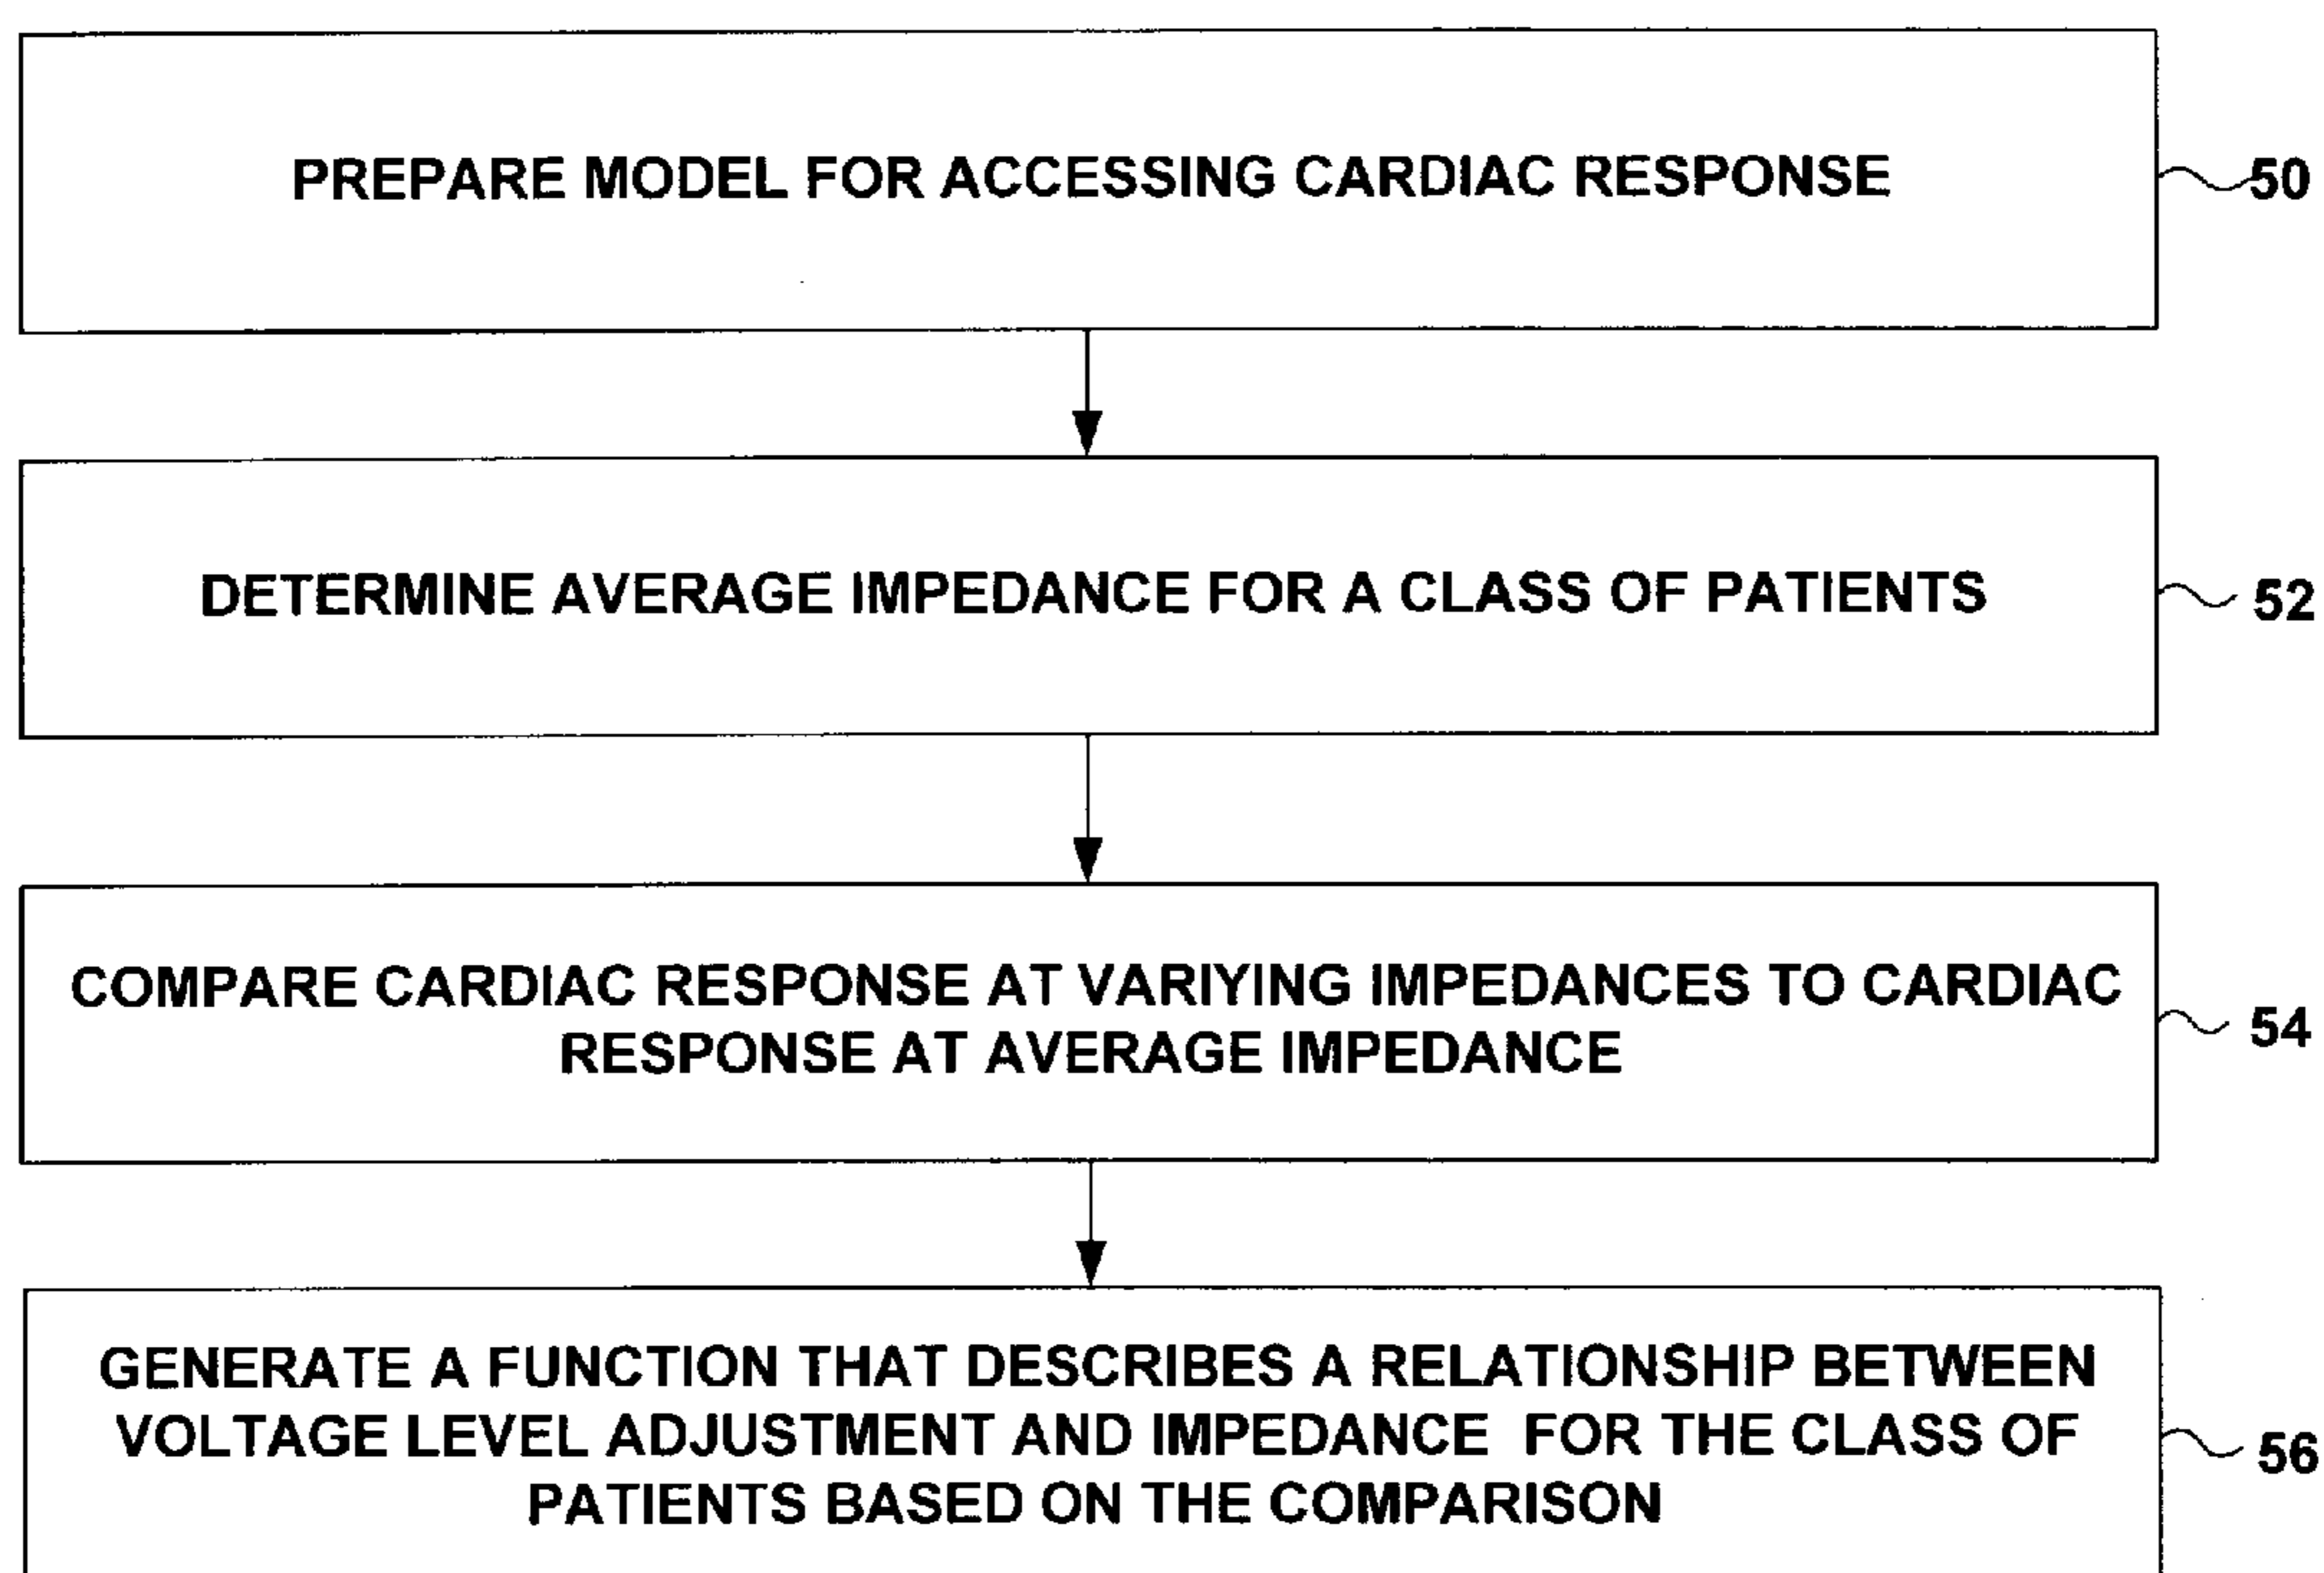 PREPARE MODEL FOR ACCESSING CARDIAC RESPONSE
50
DETERMINE AVERAGE IMPEDANCE FOR A CLASS OF PATIENTS
52
COMPARE CARDIAC RESPONSE AT VARIYING IMPEDANCES TO CARDIAC
RESPONSE AT AVERAGE IMPEDANCE
54
GENERATE A FUNCTION THAT DESCRIBES A RELATIONSHIP BETWEEN
VOLTAGE LEVEL ADJUSTMENT AND IMPEDANCE FOR THE CLASS OF
PATIENTS BASED ON THE COMPARISON
56